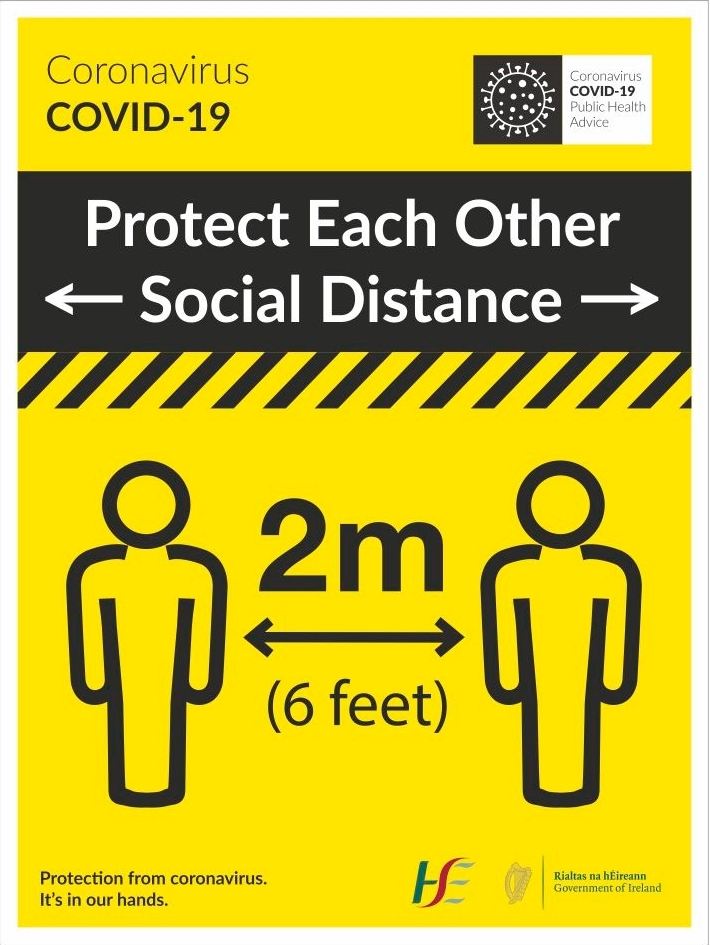 Coronavirus
COVID-19
Coronavirus
COVID-19
Public Health
Advice
Protect Each Other
← Social Distance →
2m
(6 feet)
Protection from coronavirus.
It's in our hands.
HSE
Rialtas na hÉireann
Government of Ireland